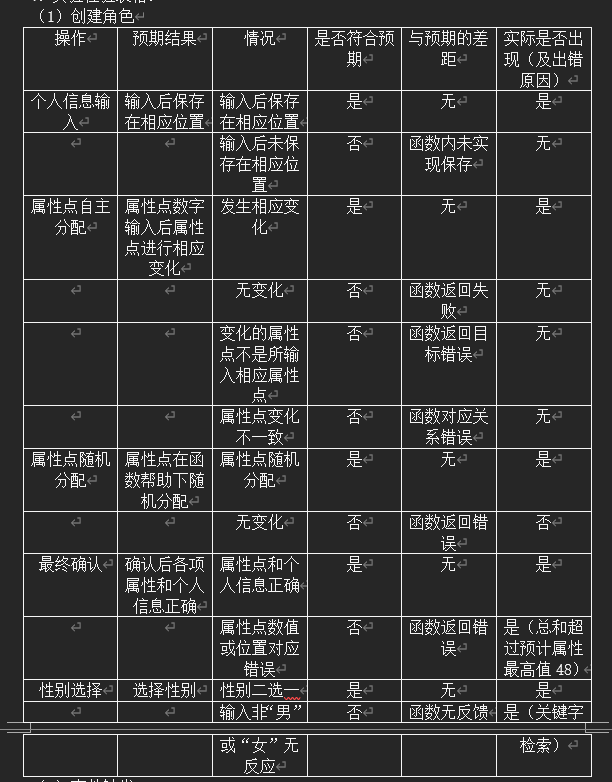 （1）创建角色
操作 预期结果 情况 是否符合预 与预期的差 实际是否出
期 距 现（及出错
原因）
个人信息输 输入后保存 输入后保存 是 无 是
入 在相应位置 在相应位置
输入后未保 否 函数内未实 无
存在相应位 现保存
置
属性点自主 属性点数字 发生相应变 是 无 是
分配 输入后属性 化
点进行相应
变化
无变化 否 函数返回失 无
败
变化的属性 否 函数返回目 无
点不是所输 标错误
入相应属性
点
属性点变化 否 函数对应关 无
不一致 系错误
属性点随机 属性点在函 属性点随机 是 无 是
分配 数帮助下随 分配
机分配
无变化 否 函数返回错 否
误
最终确认 确认后各项 属性点和个 是 无 是
属性和个人 人信息正确
信息正确
属性点数值 否 函数返回错 是（总和超
或位置对应 误 过预计属性
错误 最高值 48）
性别选择 选择性别 性别二选一 是 无 是
输入非“男” 否 函数无反馈 是（关键字
或“女”无 检索）
反应